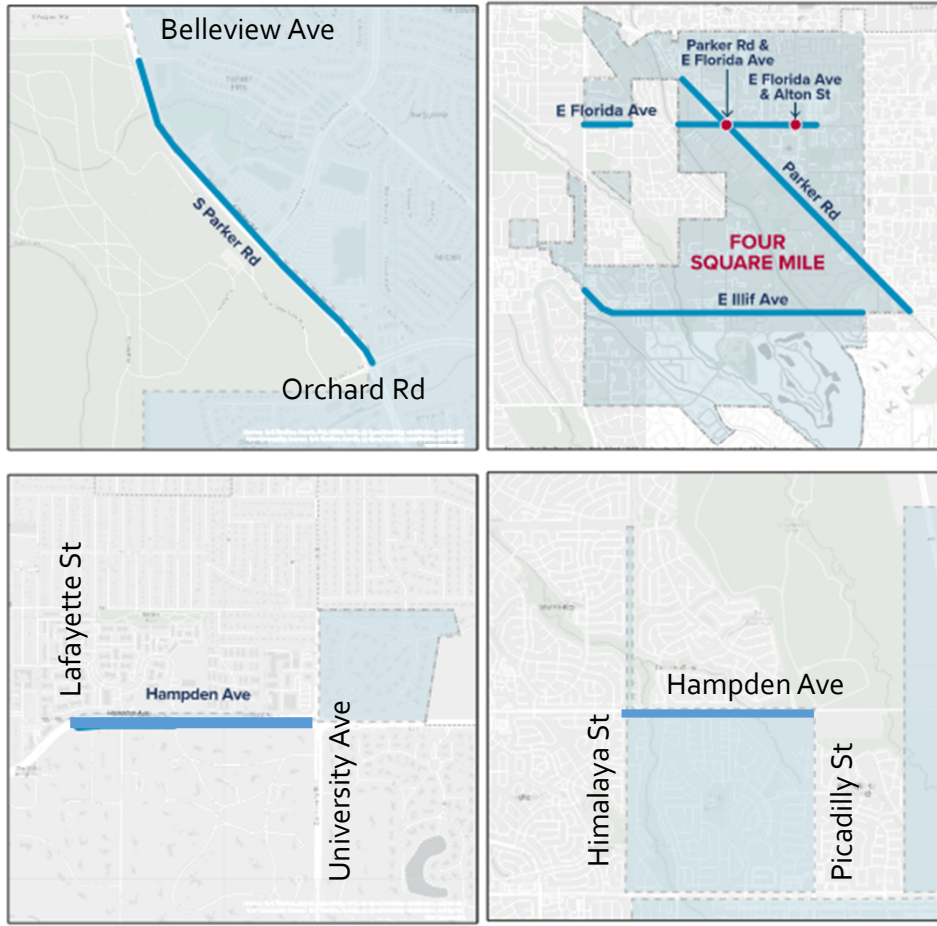 Belleview Ave
S Parker Rd
Orchard Rd
Parker Rd &
E Florida Ave
E Florida Ave
& Alton St
E Florida Ave
Parker Rd
FOUR
SQUARE MILE
E Illif Ave
Lafayette St
Hampden Ave
University Ave
Hampden Ave
Himalaya St
Picadilly St